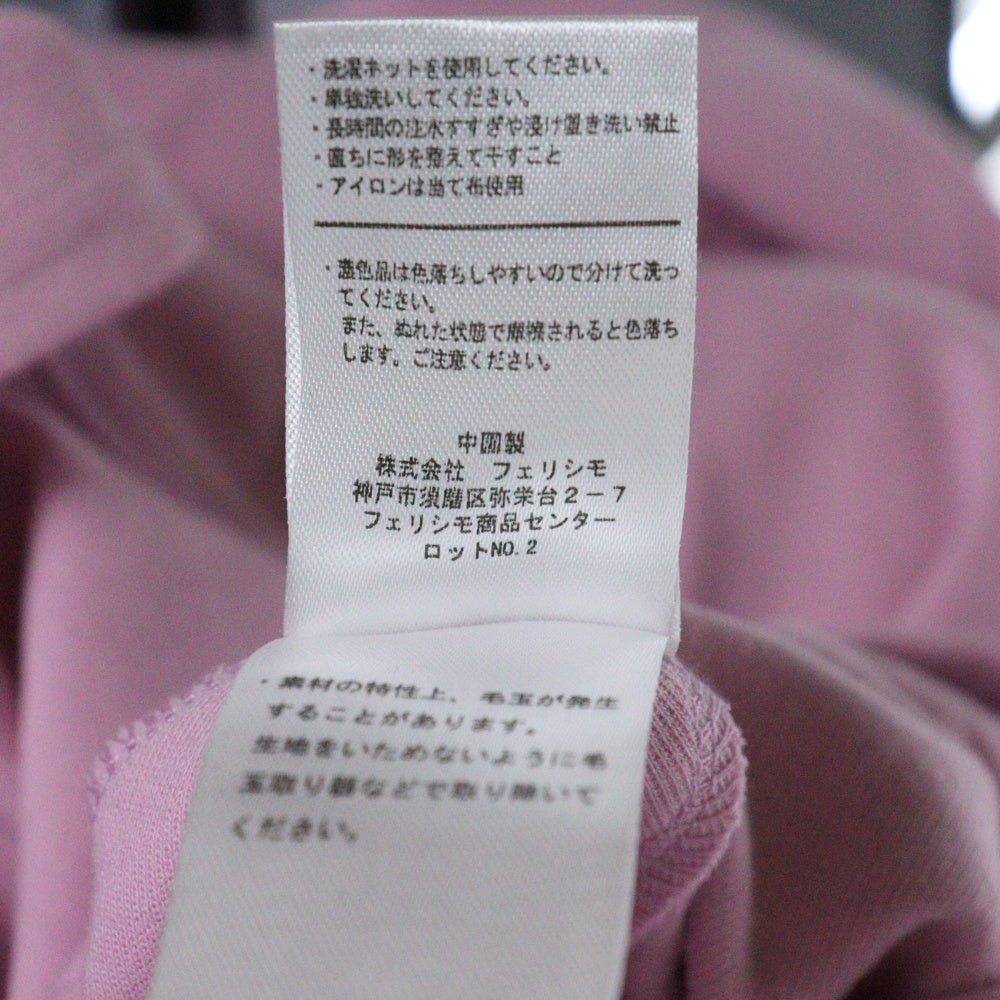 ・洗濯ネットを使用してください。
・単独洗いしてください。
・長時間の注水すすぎや浸け置き洗い禁止
・直ちに形を整えて干すこと
・アイロンは当て布使用
・濃色品は色落ちしやすいので分けて洗っ
てください。
また、ぬれた状態で摩擦されると色落ち
します。ご注意ください。
中国製
株式会社 フェリシモ
神戸市須磨区弥栄台2-7
フェリシモ商品センター
ロットNO.2
・素材の特性上、毛玉が発生
することがあります。
生地をいためないように毛
玉取り器などで取り除いて
ください。